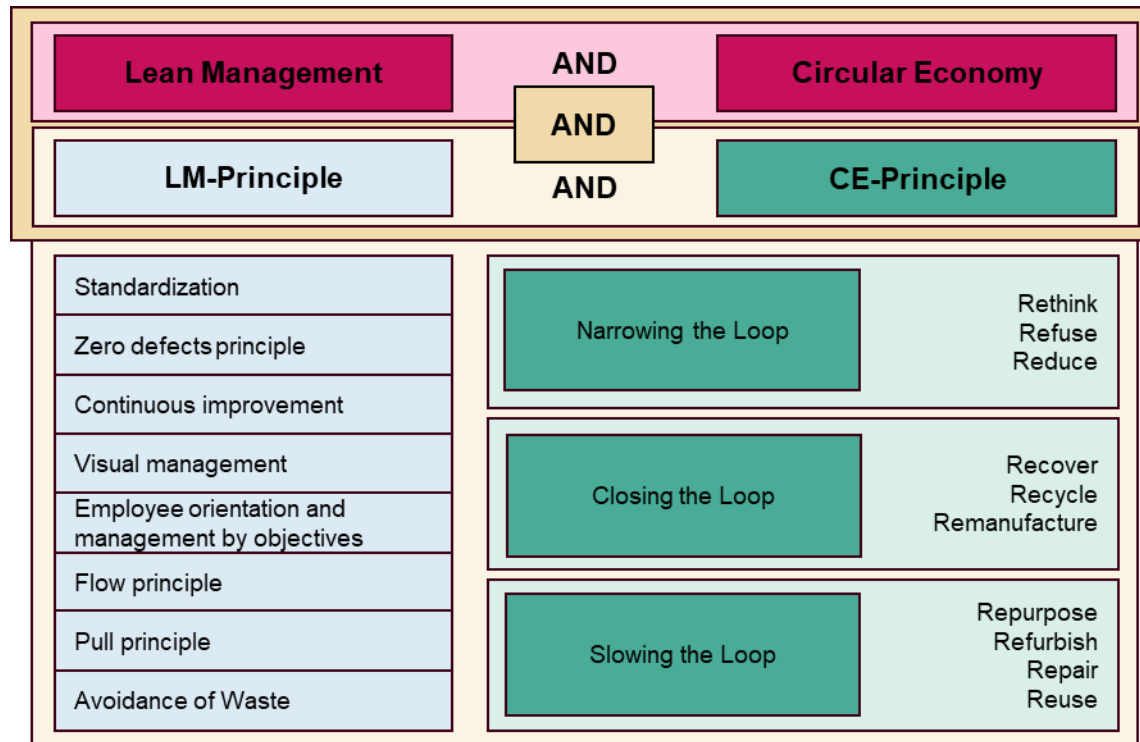 Lean Management
AND
Circular Economy
AND
LM-Principle
AND
CE-Principle
Standardization
Zero defects principle
Continuous improvement
Visual management
Employee orientation and
management by objectives
Flow principle
Pull principle
Avoidance of Waste
Narrowing the Loop
Rethink
Refuse
Reduce
Closing the Loop
Recover
Recycle
Remanufacture
Slowing the Loop
Repurpose
Refurbish
Repair
Reuse